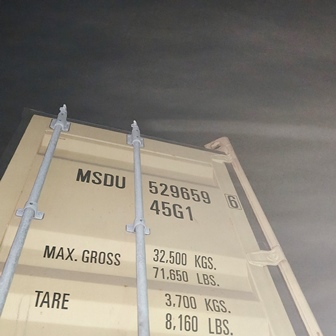 MSDU 529659 6
45G1
MAX. GROSS 32.500 KGS.
71.650 LBS.
TARE 3.700 KGS.
8,160 LBS.